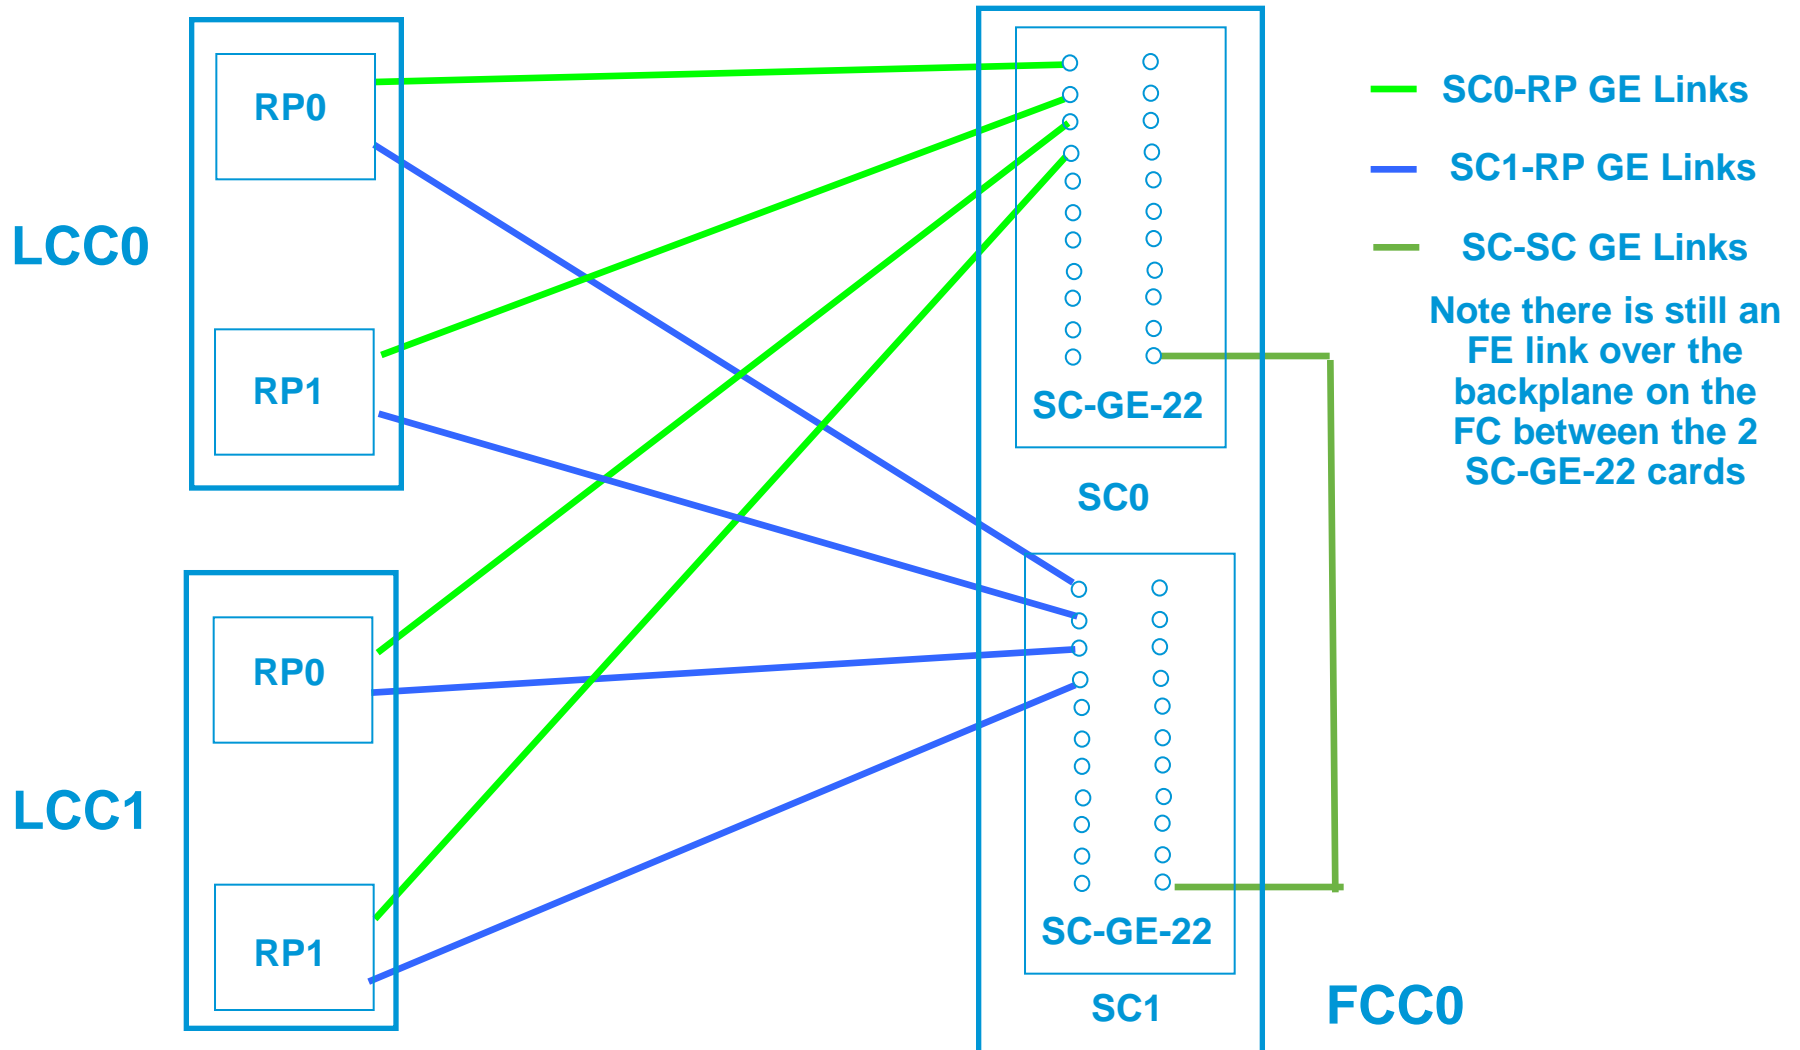 LCC0
RP0
RP1
LCC1
RP0
RP1
SC-GE-22
SC0
SC-GE-22
SC1
FCC0
SC0-RP GE Links
SC1-RP GE Links
SC-SC GE Links
Note there is still an
FE link over the
backplane on the
FC between the 2
SC-GE-22 cards